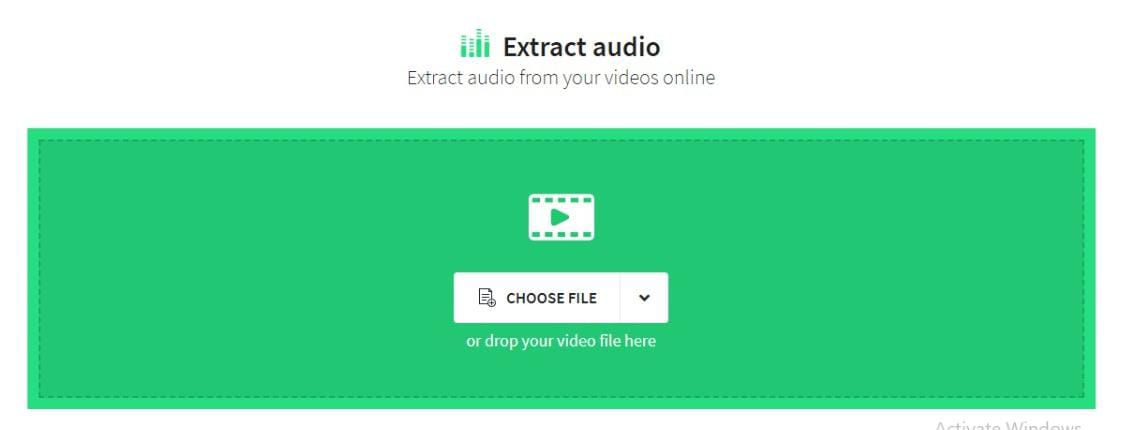 Extract audio
Extract audio from your videos online
CHOOSE FILE
or drop your video file here
Activate Windows